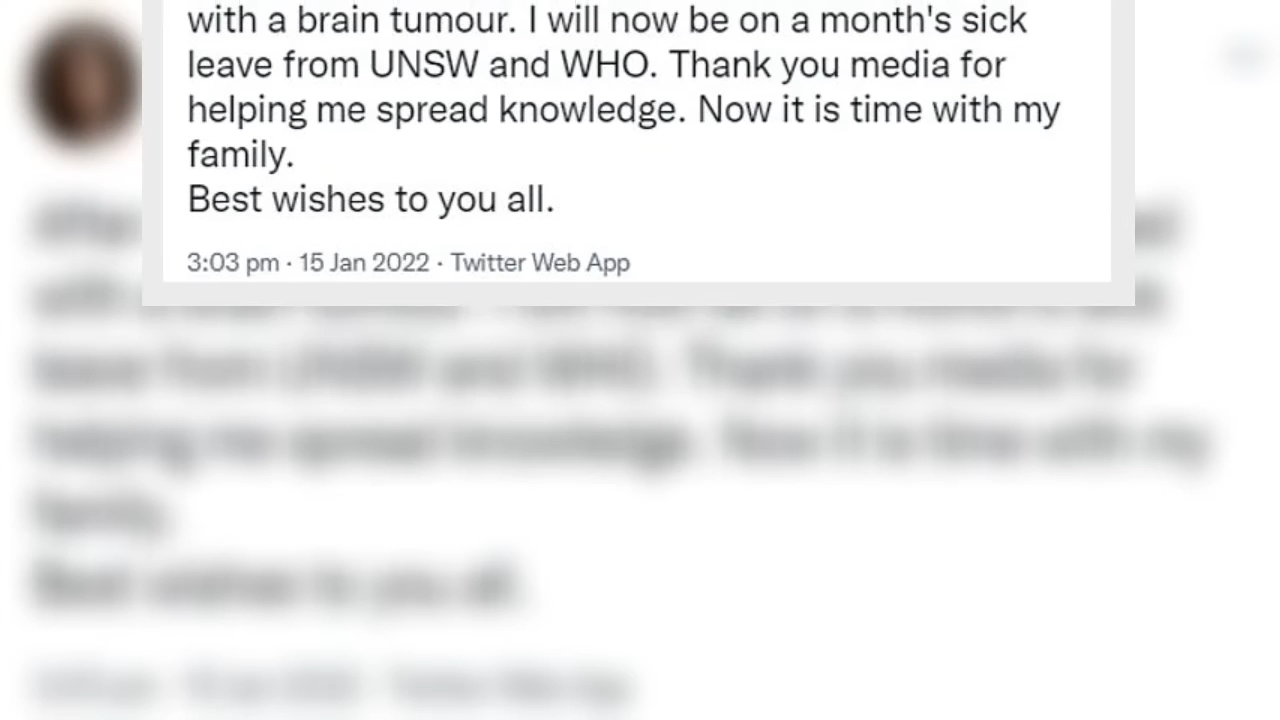 with a brain tumour. I will now be on a month's sick
leave from UNSW and WHO. Thank you media for
helping me spread knowledge. Now it is time with my
family.
Best wishes to you all.
3:03 pm · 15 Jan 2022 · Twitter Web App